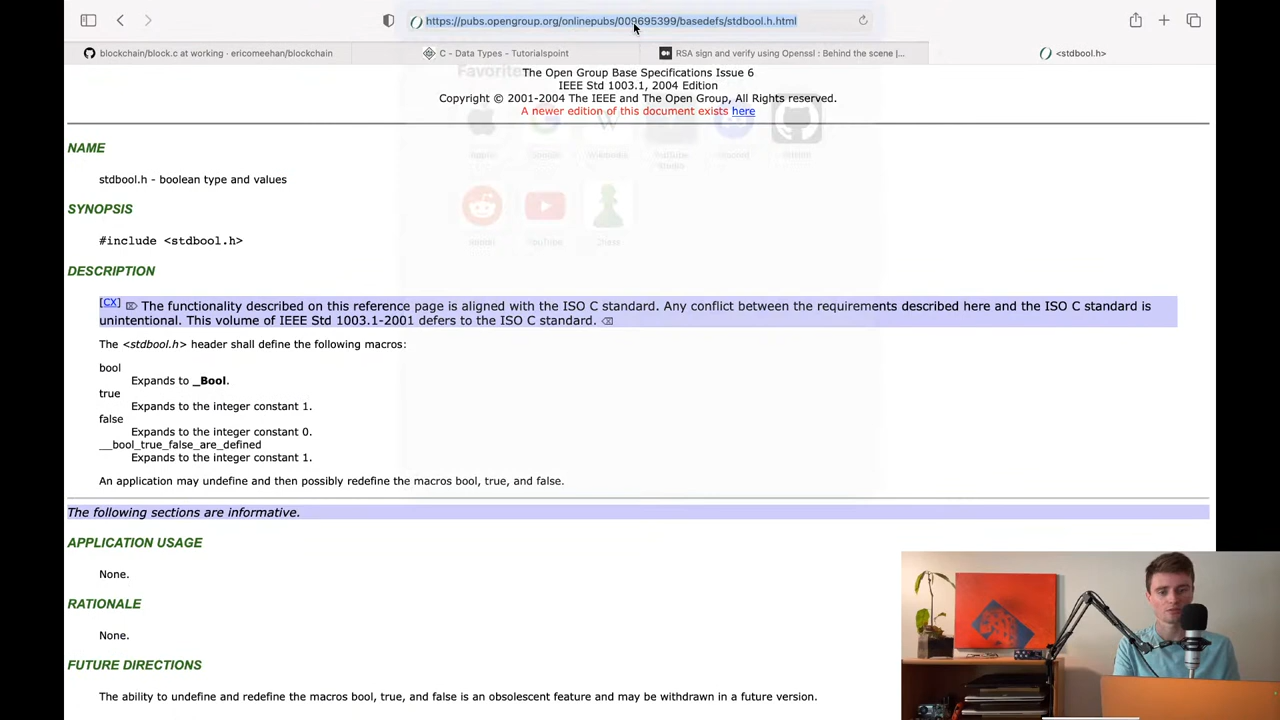 https://pubs.opengroup.org/onlinepubs/009695399/basedefs/stdbool.h.html
blockchain/block.c at working · ericomeehan/blockchain
C - Data Types - Tutorialspoint
RSA sign and verify using Openssl : Behind the scene |...
<stdbool.h>
Favorite
The Open Group Base Specifications Issue 6
IEEE Std 1003.1, 2004 Edition
Copyright © 2001-2004 The IEEE and The Open Group, All Rights reserved.
A newer edition of this document exists here
NAME
stdbool.h - boolean type and values
SYNOPSIS
#include <stdbool.h>
DESCRIPTION
[CX] The functionality described on this reference page is aligned with the ISO C standard. Any conflict between the requirements described here and the ISO C standard is
unintentional. This volume of IEEE Std 1003.1-2001 defers to the ISO C standard.
The <stdbool.h> header shall define the following macros:
bool
Expands to _Bool.
true
Expands to the integer constant 1.
false
Expands to the integer constant 0.
__bool_true_false_are_defined
Expands to the integer constant 1.
An application may undefine and then possibly redefine the macros bool, true, and false.
The following sections are informative.
APPLICATION USAGE
None.
RATIONALE
None.
FUTURE DIRECTIONS
The ability to undefine and redefine the macros bool, true, and false is an obsolescent feature and may be withdrawn in a future version.